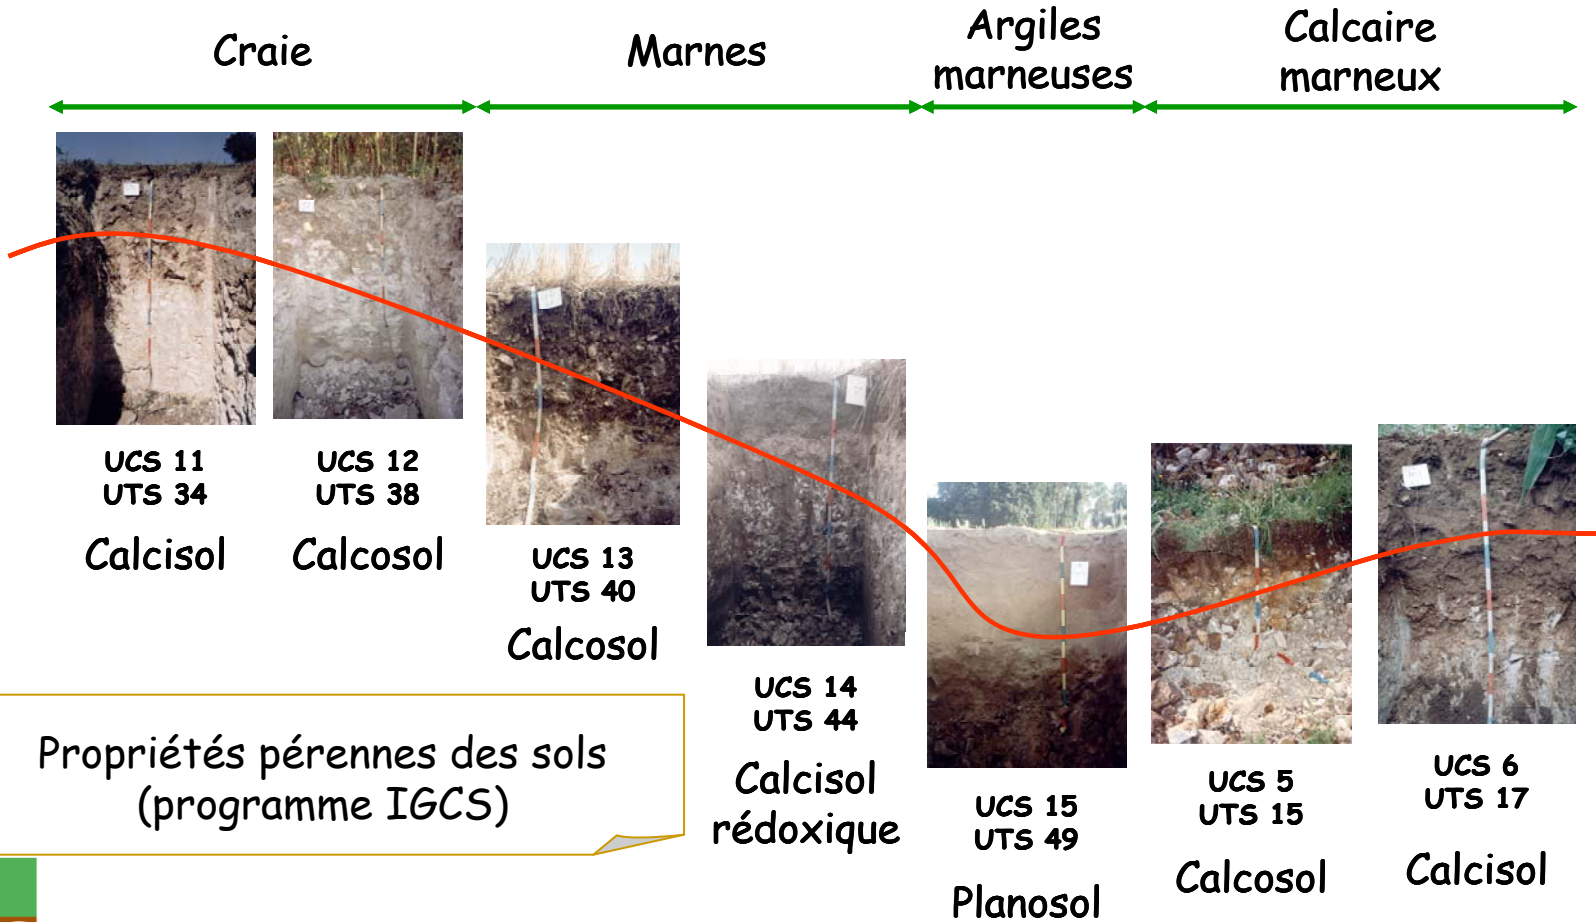 Craie
Marnes
Argiles
marneuses
Calcaire
marneux
UCS 11
UTS 34
Calcisol
UCS 12
UTS 38
Calcosol
UCS 13
UTS 40
Calcosol
UCS 14
UTS 44
Calcisol
rédoxique
UCS 15
UTS 49
Planosol
UCS 5
UTS 15
Calcosol
UCS 6
UTS 17
Calcisol
Propriétés pérennes des sols
(programme IGCS)